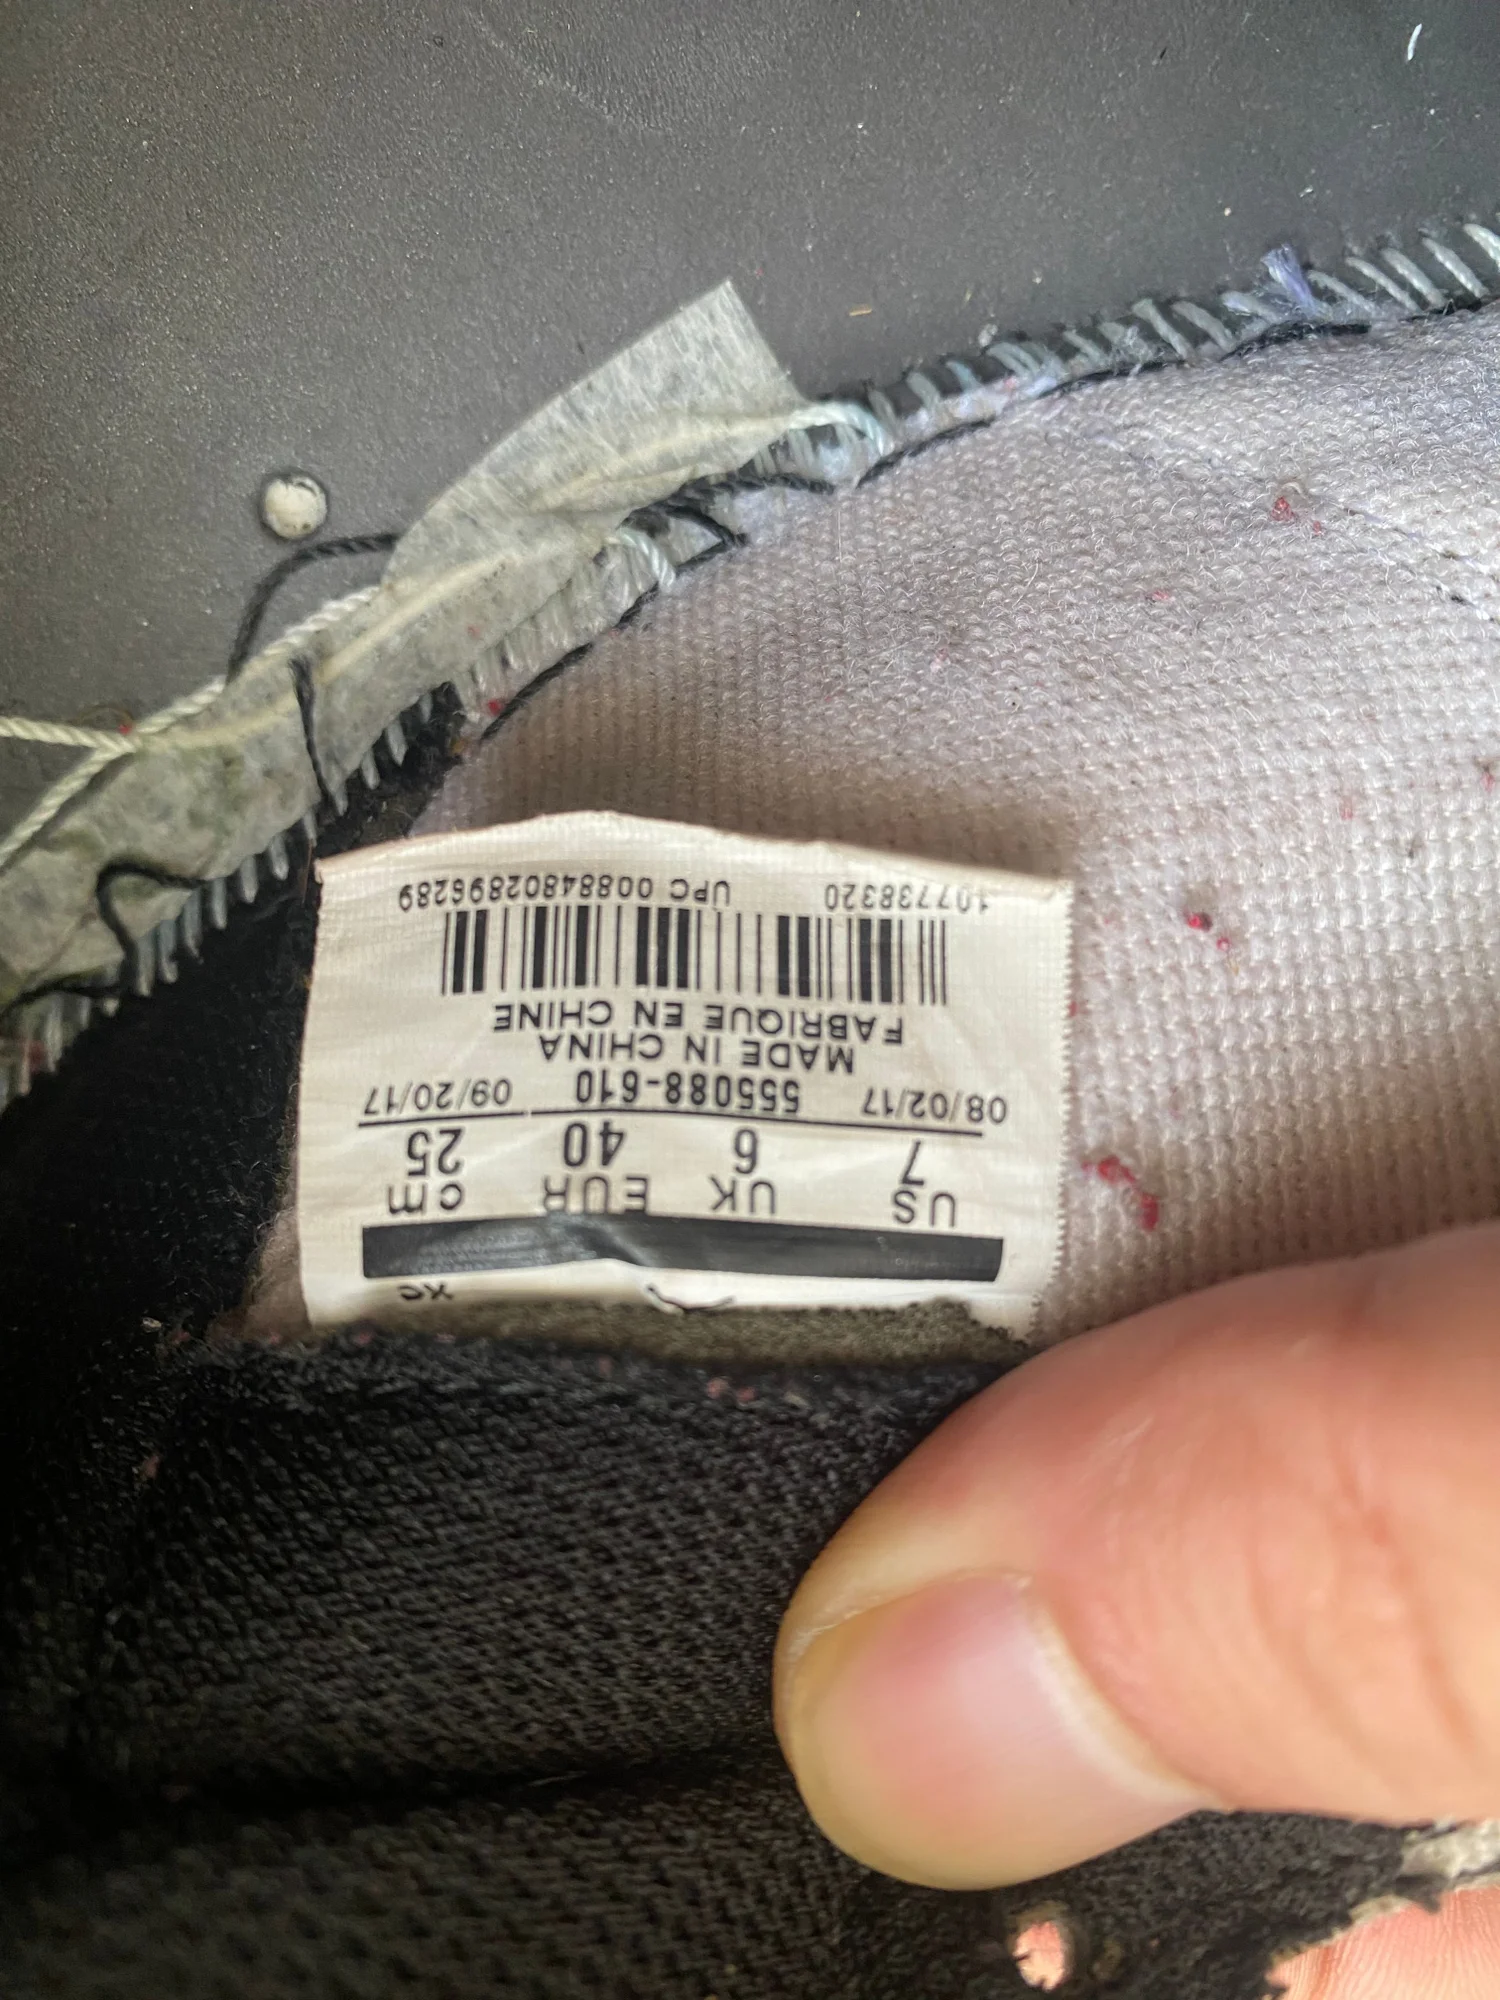 XC
US UK EUR cm
7 6 40 25
08/02/17 555088-610 09/20/17
MADE IN CHINA
FABRIQUE EN CHINE
107738320 UPC 00884802896289